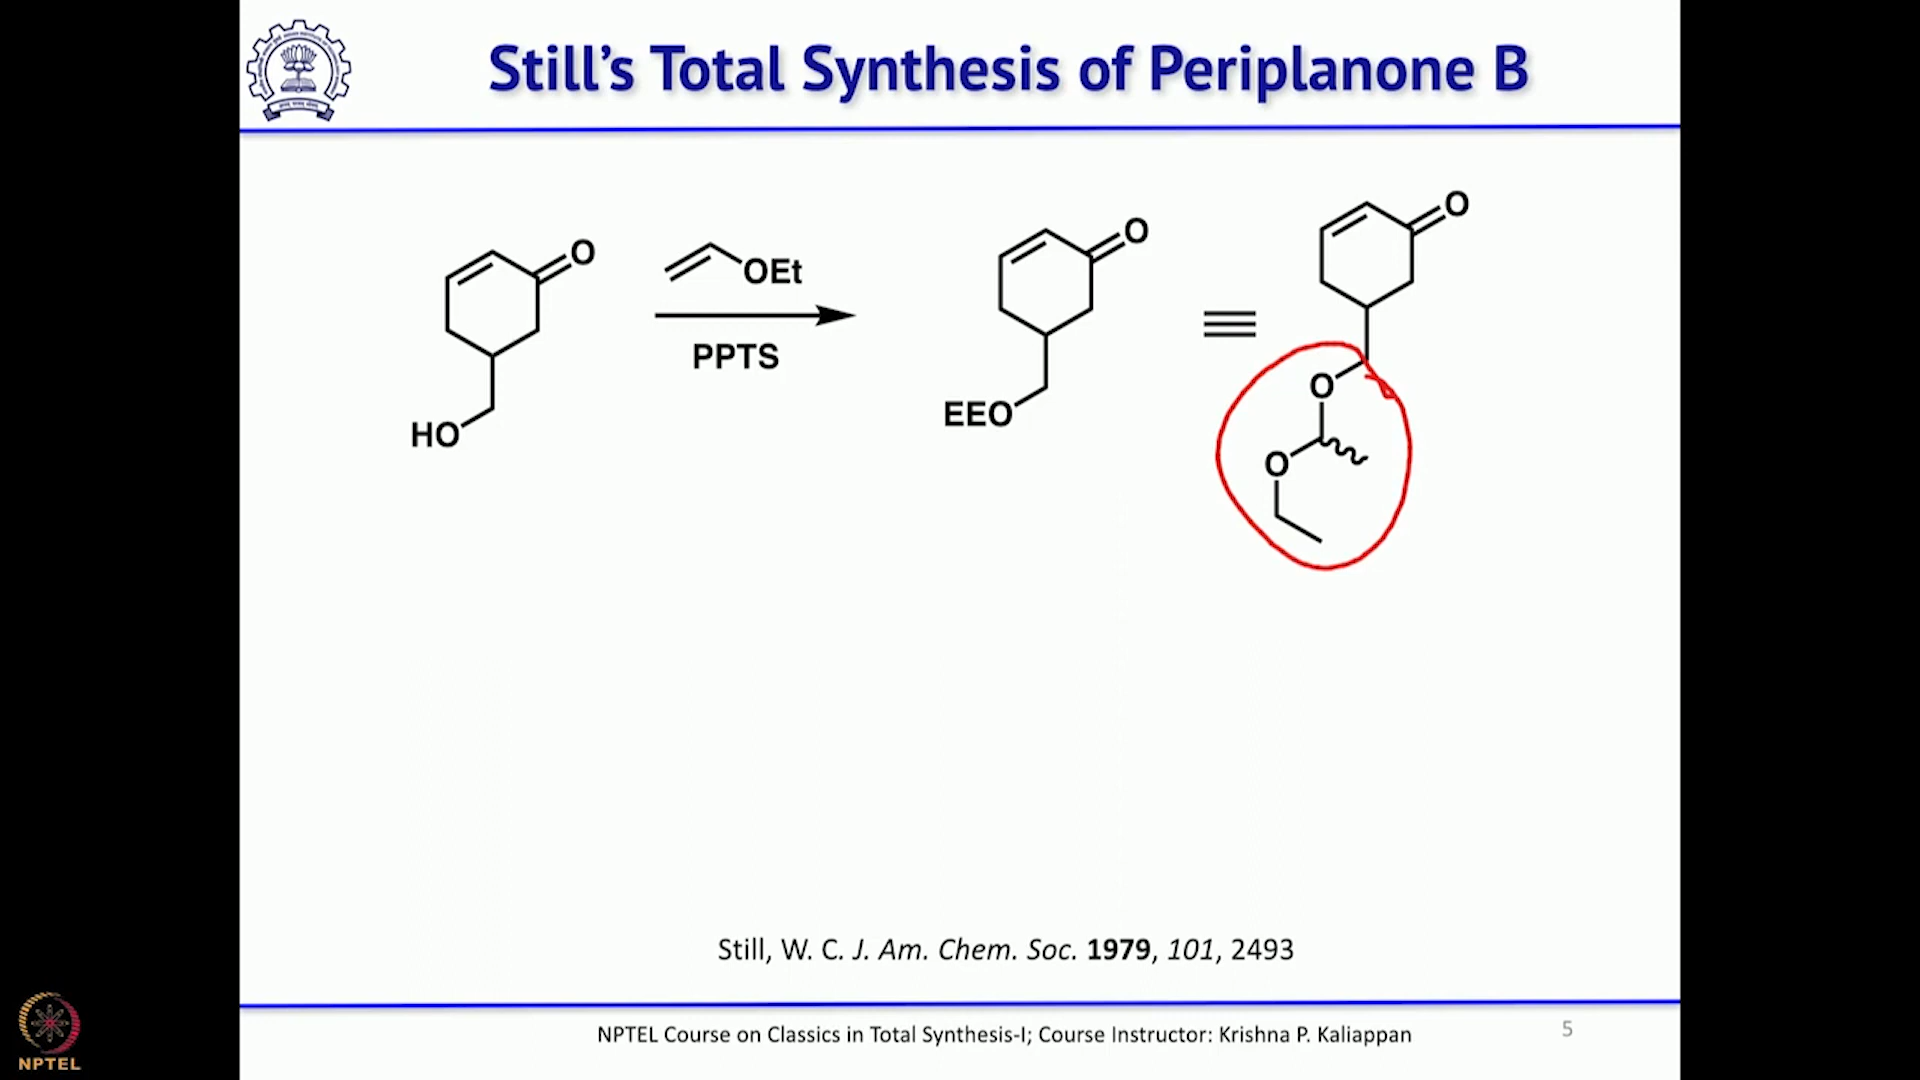 Still's Total Synthesis of Periplanone B
O
OEt
PPTS
HO
O
EEO
O
O
O
Still, W. C. J. Am. Chem. Soc. 1979, 101, 2493
NPTEL Course on Classics in Total Synthesis-I; Course Instructor: Krishna P. Kaliappan
5
NPTEL